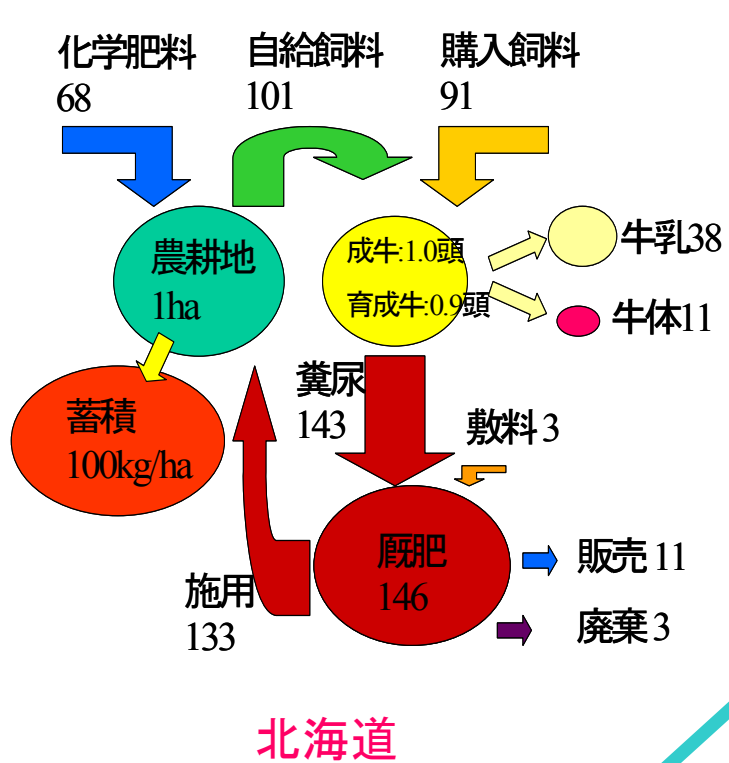 化学肥料
68
自給飼料
101
購入飼料
91
農耕地
1ha
成牛:1.0頭
育成牛:0.9頭
牛乳38
牛体11
蓄積
100kg/ha
糞尿
143
敷料 3
厩肥
146
販売 11
廃棄 3
施用
133
北海道